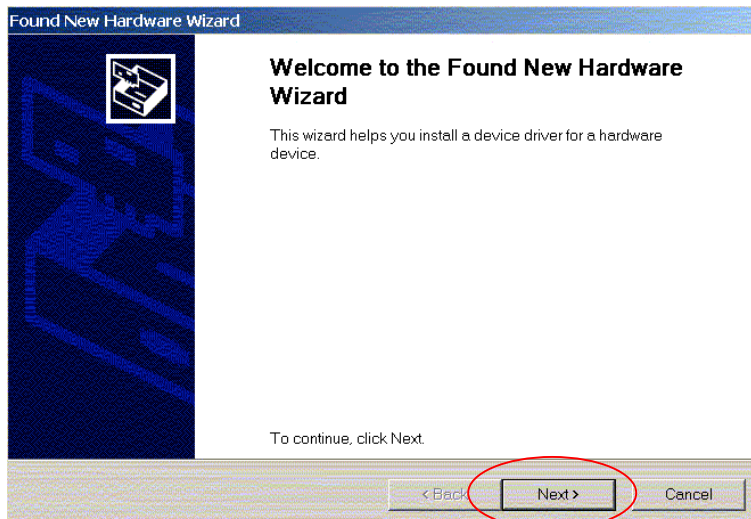 Found New Hardware Wizard
Welcome to the Found New Hardware
Wizard
This wizard helps you install a device driver for a hardware
device.
To continue, click Next.
< Back
Next >
Cancel